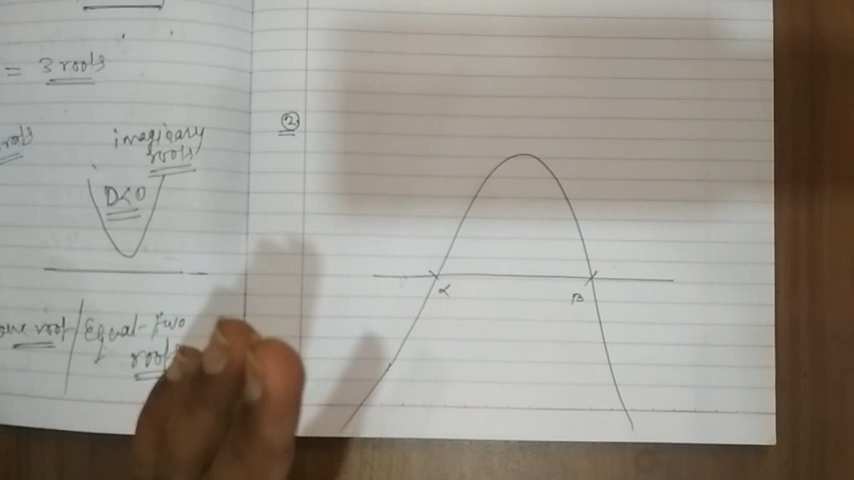 = 3 roots
imaginary
roots
D<0
one root / Equal-Two
roots
②
α
β